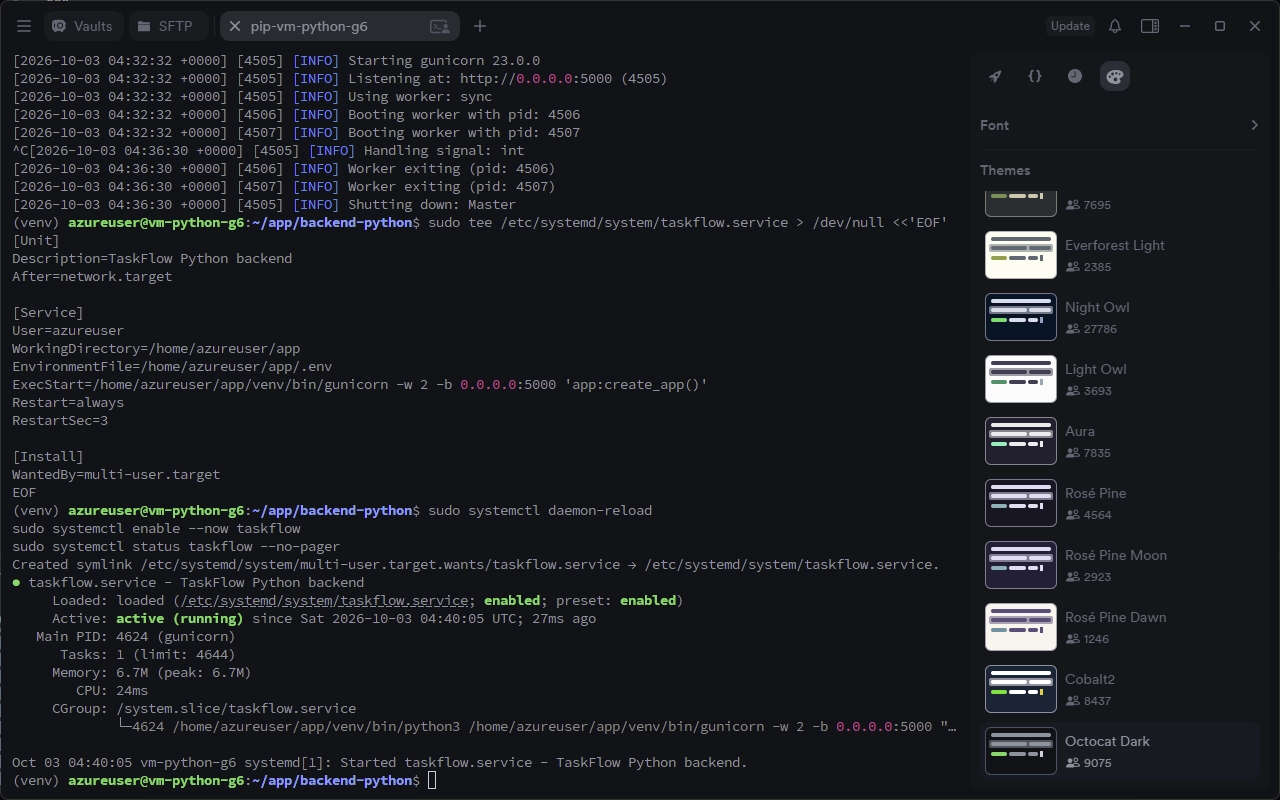 Vaults
SFTP
pip-vm-python-g6
Update
[2026-10-03 04:32:32 +0000] [4505] [INFO] Starting gunicorn 23.0.0
[2026-10-03 04:32:32 +0000] [4505] [INFO] Listening at: http://0.0.0.0:5000 (4505)
[2026-10-03 04:32:32 +0000] [4505] [INFO] Using worker: sync
[2026-10-03 04:32:32 +0000] [4506] [INFO] Booting worker with pid: 4506
[2026-10-03 04:32:32 +0000] [4507] [INFO] Booting worker with pid: 4507
^C[2026-10-03 04:36:30 +0000] [4505] [INFO] Handling signal: int
[2026-10-03 04:36:30 +0000] [4506] [INFO] Worker exiting (pid: 4506)
[2026-10-03 04:36:30 +0000] [4507] [INFO] Worker exiting (pid: 4507)
[2026-10-03 04:36:30 +0000] [4505] [INFO] Shutting down: Master
(venv) azureuser@vm-python-g6:~/app/backend-python$ sudo tee /etc/systemd/system/taskflow.service > /dev/null <<'EOF'
[Unit]
Description=TaskFlow Python backend
After=network.target
[Service]
User=azureuser
WorkingDirectory=/home/azureuser/app
EnvironmentFile=/home/azureuser/app/.env
ExecStart=/home/azureuser/app/venv/bin/gunicorn -w 2 -b 0.0.0.0:5000 'app:create_app()'
Restart=always
RestartSec=3
[Install]
WantedBy=multi-user.target
EOF
(venv) azureuser@vm-python-g6:~/app/backend-python$ sudo systemctl daemon-reload
sudo systemctl enable --now taskflow
sudo systemctl status taskflow --no-pager
Created symlink /etc/systemd/system/multi-user.target.wants/taskflow.service → /etc/systemd/system/taskflow.service.
● taskflow.service - TaskFlow Python backend
Loaded: loaded (/etc/systemd/system/taskflow.service; enabled; preset: enabled)
Active: active (running) since Sat 2026-10-03 04:40:05 UTC; 27ms ago
Main PID: 4624 (gunicorn)
Tasks: 1 (limit: 4644)
Memory: 6.7M (peak: 6.7M)
CPU: 24ms
CGroup: /system.slice/taskflow.service
└─4624 /home/azureuser/app/venv/bin/python3 /home/azureuser/app/venv/bin/gunicorn -w 2 -b 0.0.0.0:5000 "…
Oct 03 04:40:05 vm-python-g6 systemd[1]: Started taskflow.service - TaskFlow Python backend.
(venv) azureuser@vm-python-g6:~/app/backend-python$
Font
Themes
7695
Everforest Light
2385
Night Owl
27786
Light Owl
3693
Aura
7835
Rosé Pine
4564
Rosé Pine Moon
2923
Rosé Pine Dawn
1246
Cobalt2
8437
Octocat Dark
9075